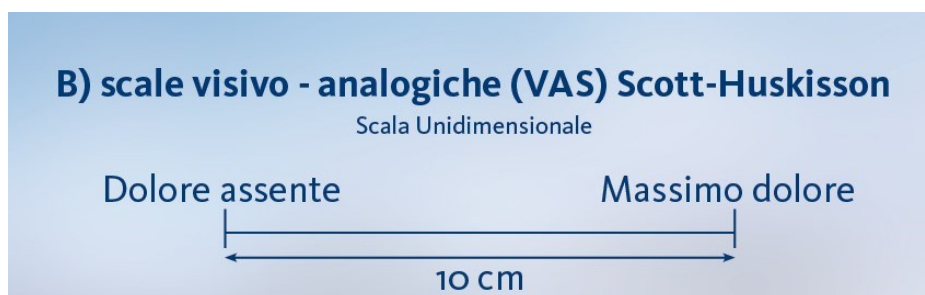 B) scale visivo - analogiche (VAS) Scott-Huskisson
Scala Unidimensionale
Dolore assente Massimo dolore
10 cm